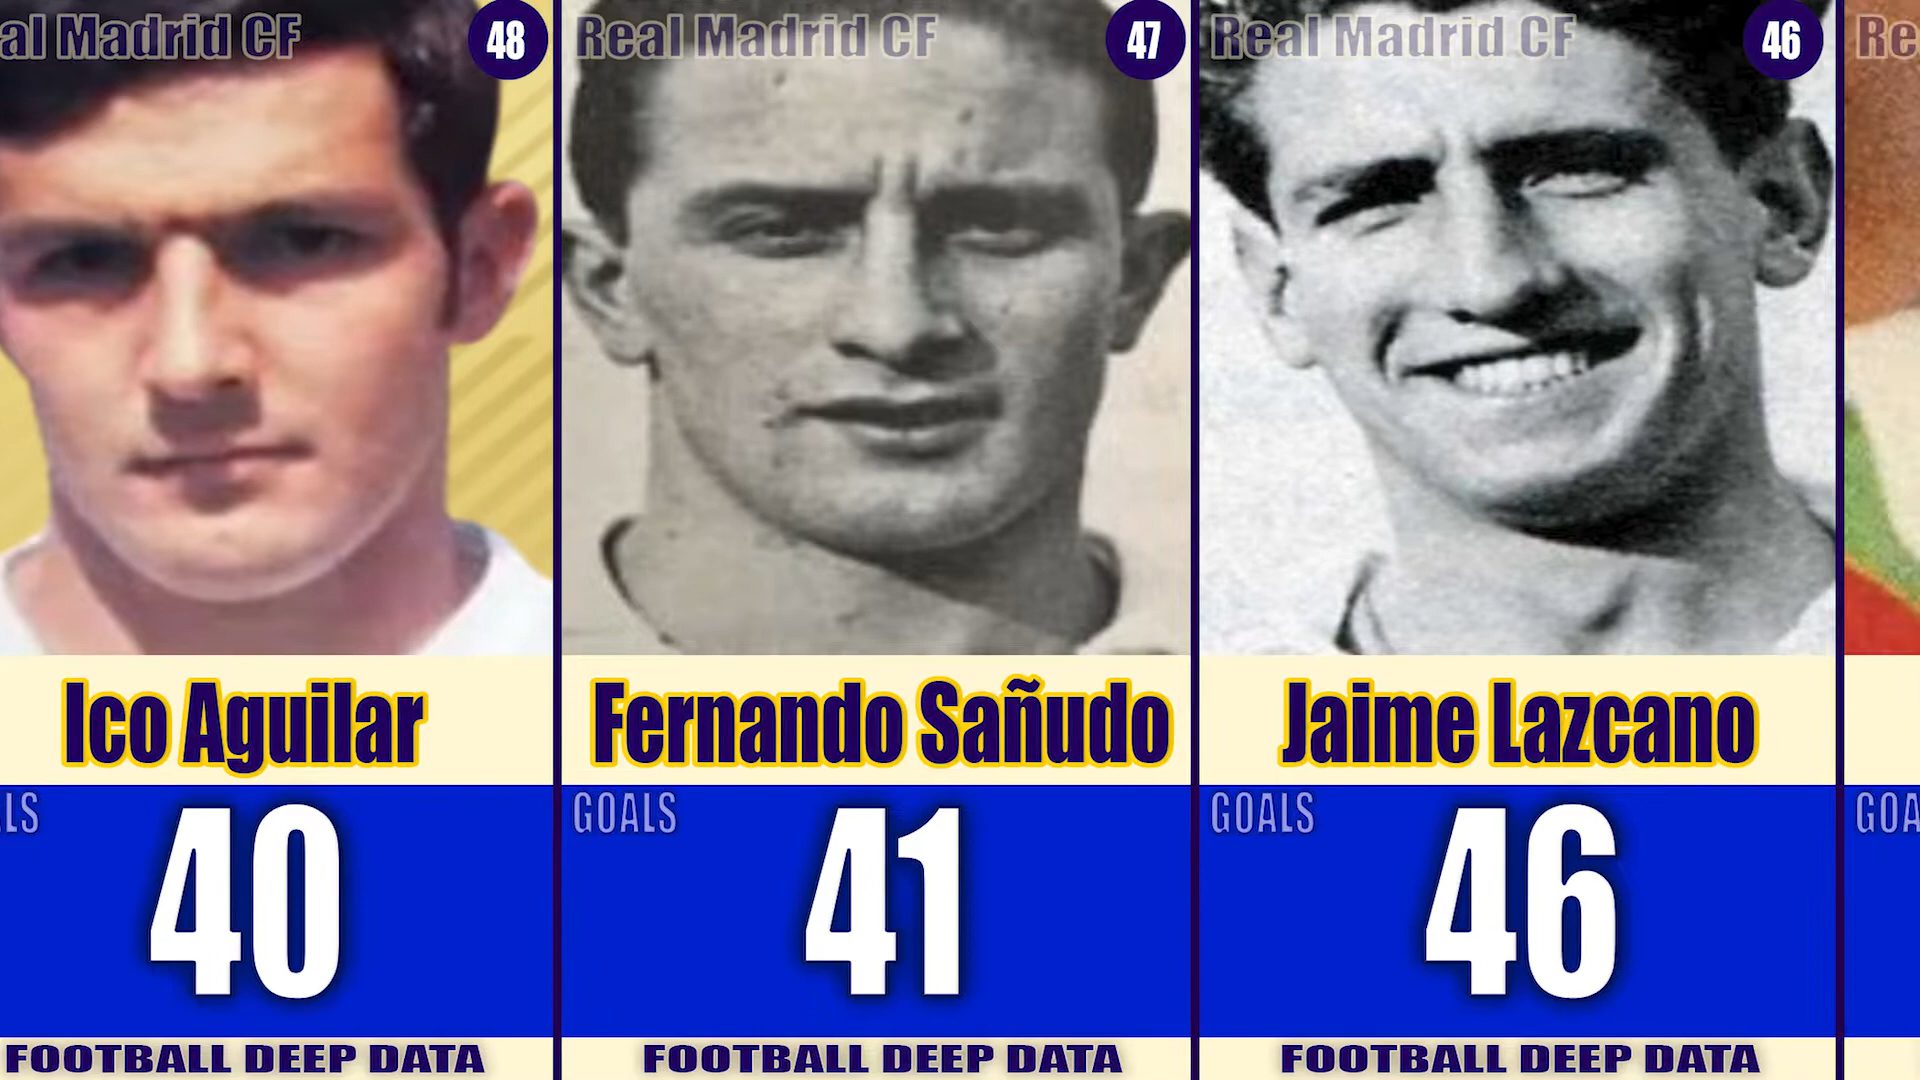 al Madrid CF
48
Ico Aguilar
LS
40
FOOTBALL DEEP DATA
Real Madrid CF
47
Fernando Sañudo
GOALS
41
FOOTBALL DEEP DATA
Real Madrid CF
46
Jaime Lazcano
GOALS
46
FOOTBALL DEEP DATA
Re
GOA